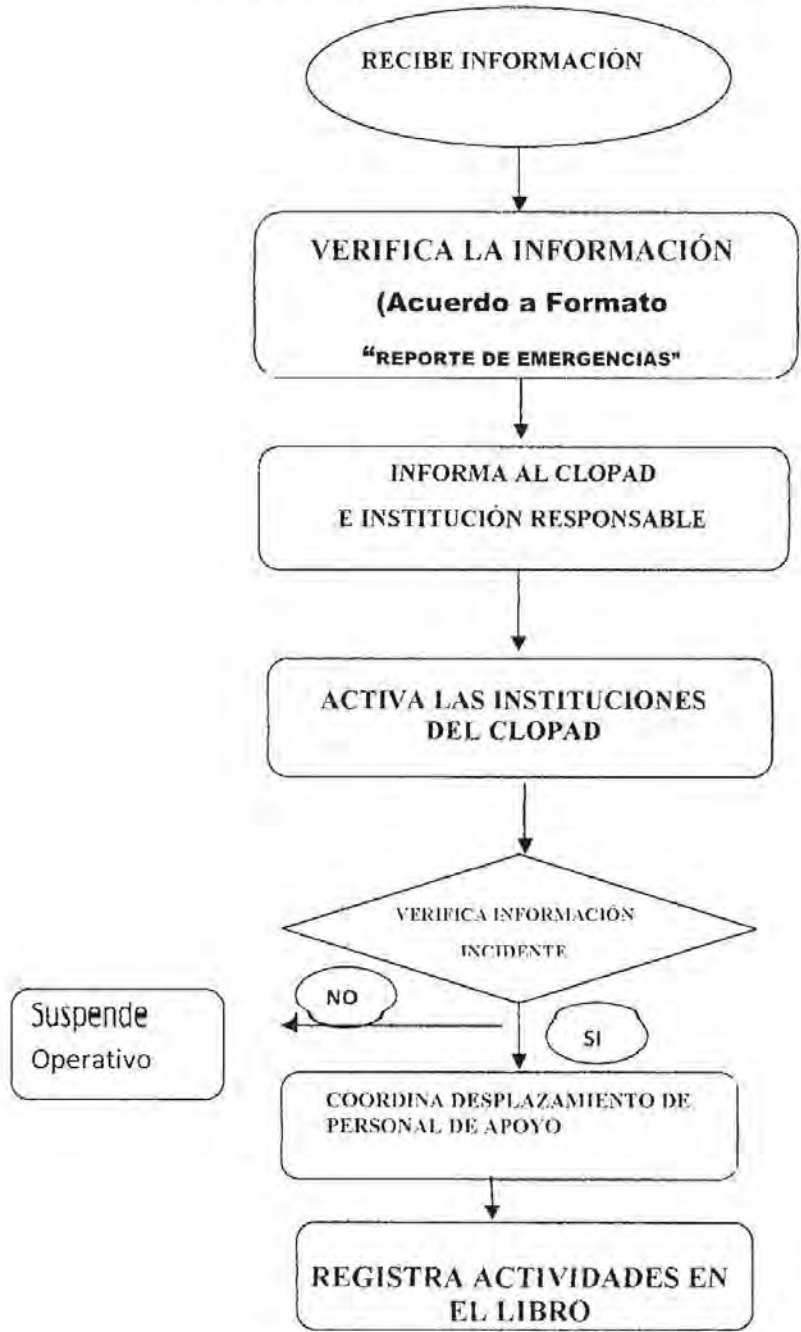 RECIBE INFORMACIÓN
VERIFICA LA INFORMACIÓN
(Acuerdo a Formato
“REPORTE DE EMERGENCIAS”
INFORMA AL CLOPAD
E INSTITUCIÓN RESPONSABLE
ACTIVA LAS INSTITUCIONES
DEL CLOPAD
VERIFICA INFORMACIÓN
INCIDENTE
NO
SI
Suspende
Operativo
COORDINA DESPLAZAMIENTO DE
PERSONAL DE APOYO
REGISTRA ACTIVIDADES EN
EL LIBRO